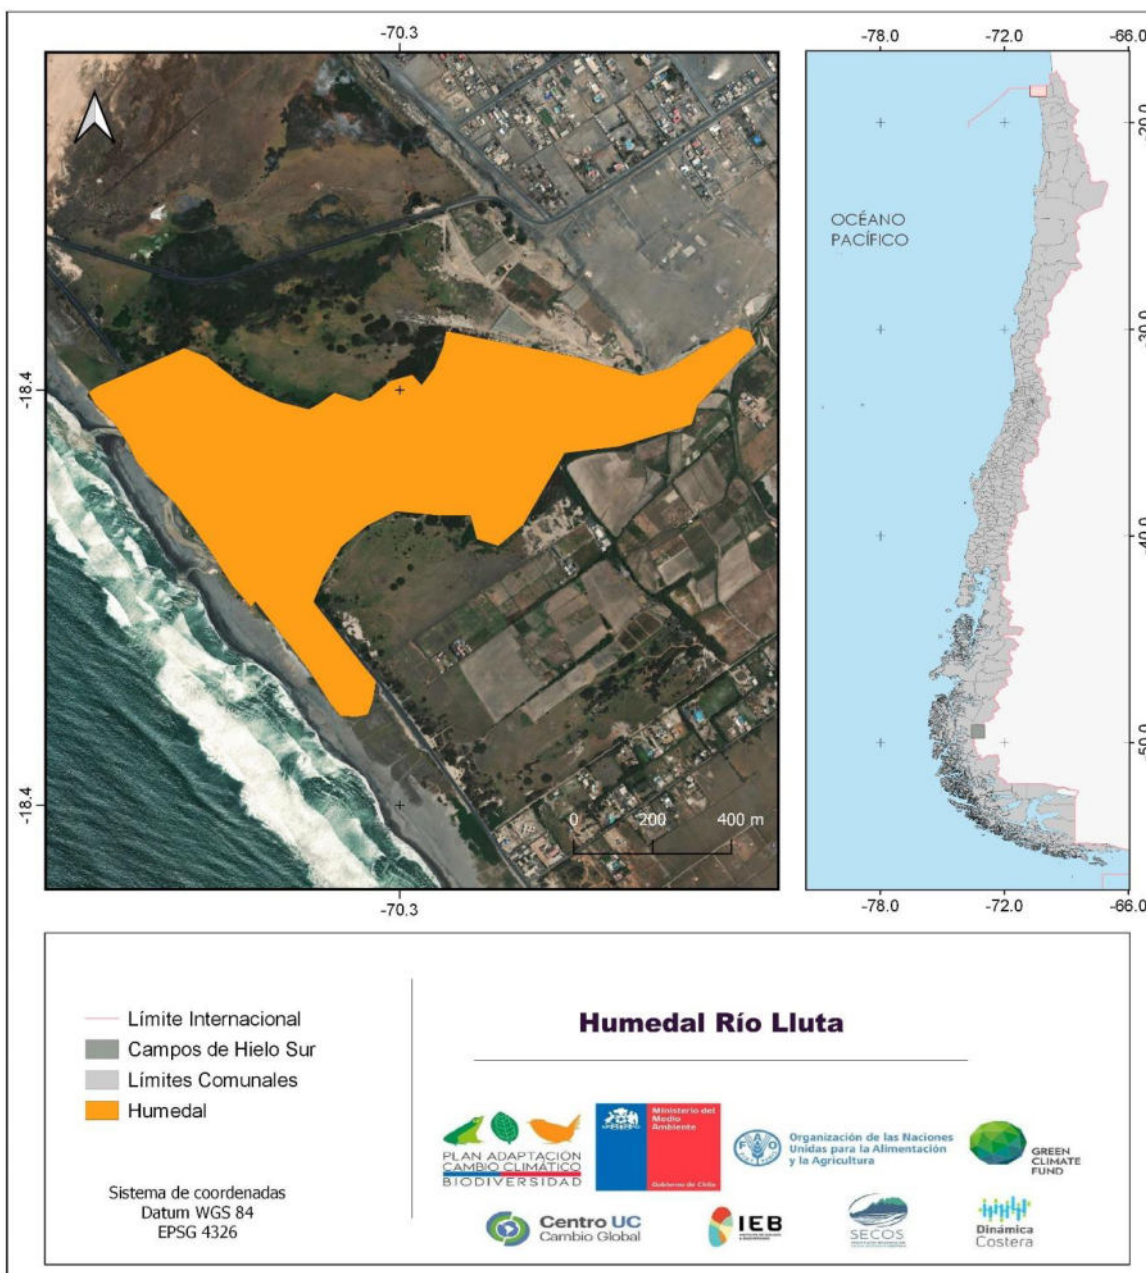 -70.3
-78.0
-72.0
-66.0
-20.0
OCÉANO
PACÍFICO
-30.0
-18.4
-40.0
-50.0
-18.4
0
200
400 m
-70.3
-78.0
-72.0
-66.0
Límite Internacional
Campos de Hielo Sur
Límites Comunales
Humedal
Sistema de coordenadas
Datum WGS 84
EPSG 4326
Humedal Río Lluta
PLAN ADAPTACIÓN
CAMBIO CLIMÁTICO
BIODIVERSIDAD
Ministerio del
Medio
Ambiente
Gobierno de Chile
FAO
Organización de las Naciones
Unidas para la Alimentación
y la Agricultura
GREEN
CLIMATE
FUND
Centro UC
Cambio Global
IEB
SECOS
Dinámica
Costera